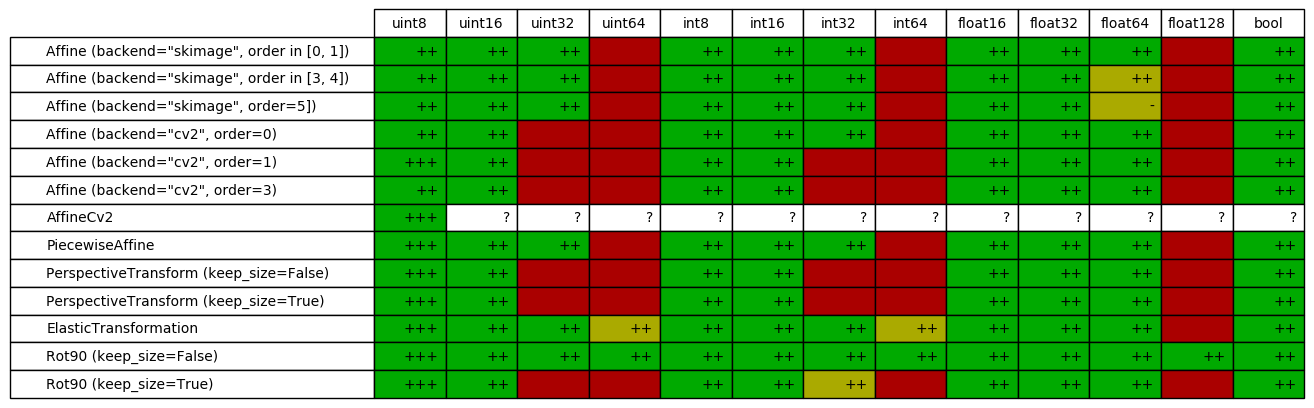 uint8 uint16 uint32 uint64 int8 int16 int32 int64 float16 float32 float64 float128 bool
Affine (backend="skimage", order in [0, 1]) ++ ++ ++ ++ ++ ++ ++ ++ ++ ++
Affine (backend="skimage", order in [3, 4]) ++ ++ ++ ++ ++ ++ ++ ++ ++ ++
Affine (backend="skimage", order=5]) ++ ++ ++ ++ ++ ++ ++ ++ - ++
Affine (backend="cv2", order=0) ++ ++ ++ ++ ++ ++ ++ ++ ++
Affine (backend="cv2", order=1) +++ ++ ++ ++ ++ ++ ++ ++
Affine (backend="cv2", order=3) ++ ++ ++ ++ ++ ++ ++ ++
AffineCv2 +++ ? ? ? ? ? ? ? ? ? ? ? ?
PiecewiseAffine +++ ++ ++ ++ ++ ++ ++ ++ ++ ++
PerspectiveTransform (keep_size=False) +++ ++ ++ ++ ++ ++ ++ ++
PerspectiveTransform (keep_size=True) +++ ++ ++ ++ ++ ++ ++ ++
ElasticTransformation +++ ++ ++ ++ ++ ++ ++ ++ ++ ++ ++ ++
Rot90 (keep_size=False) +++ ++ ++ ++ ++ ++ ++ ++ ++ ++ ++ ++ ++
Rot90 (keep_size=True) +++ ++ ++ ++ ++ ++ ++ ++ ++